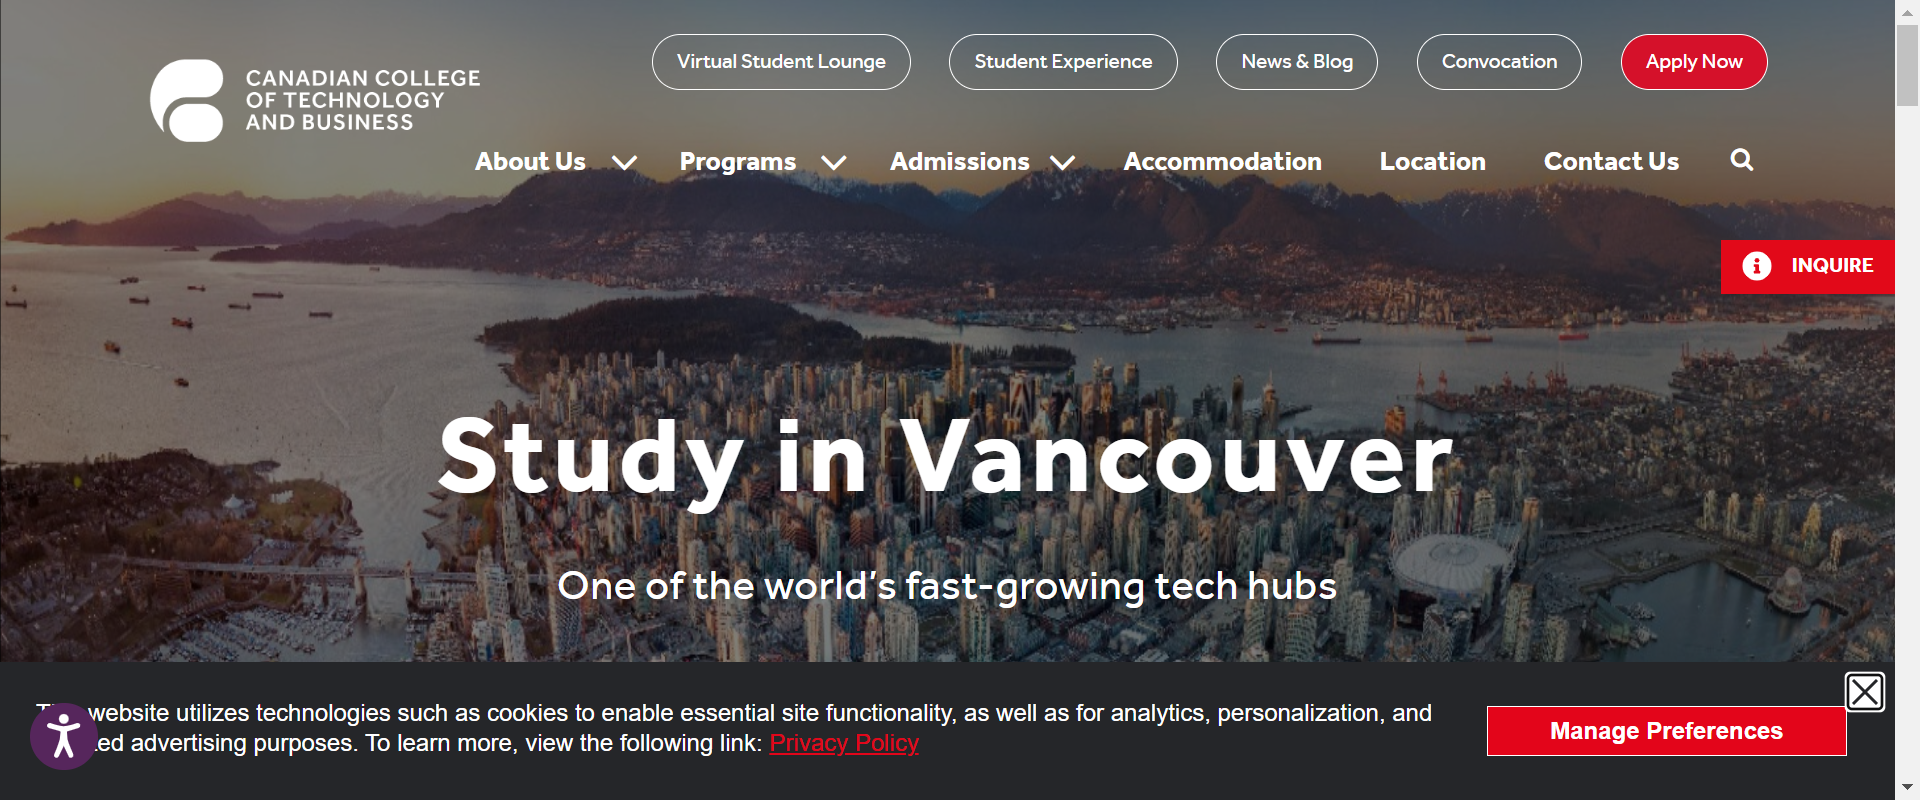 Virtual Student Lounge
Student Experience
News & Blog
Convocation
Apply Now
CANADIAN COLLEGE
OF TECHNOLOGY
AND BUSINESS
About Us
Programs
Admissions
Accommodation
Location
Contact Us
INQUIRE
Study in Vancouver
One of the world's fast-growing tech hubs
website utilizes technologies such as cookies to enable essential site functionality, as well as for analytics, personalization, and
advertising purposes. To learn more, view the following link: Privacy Policy
Manage Preferences